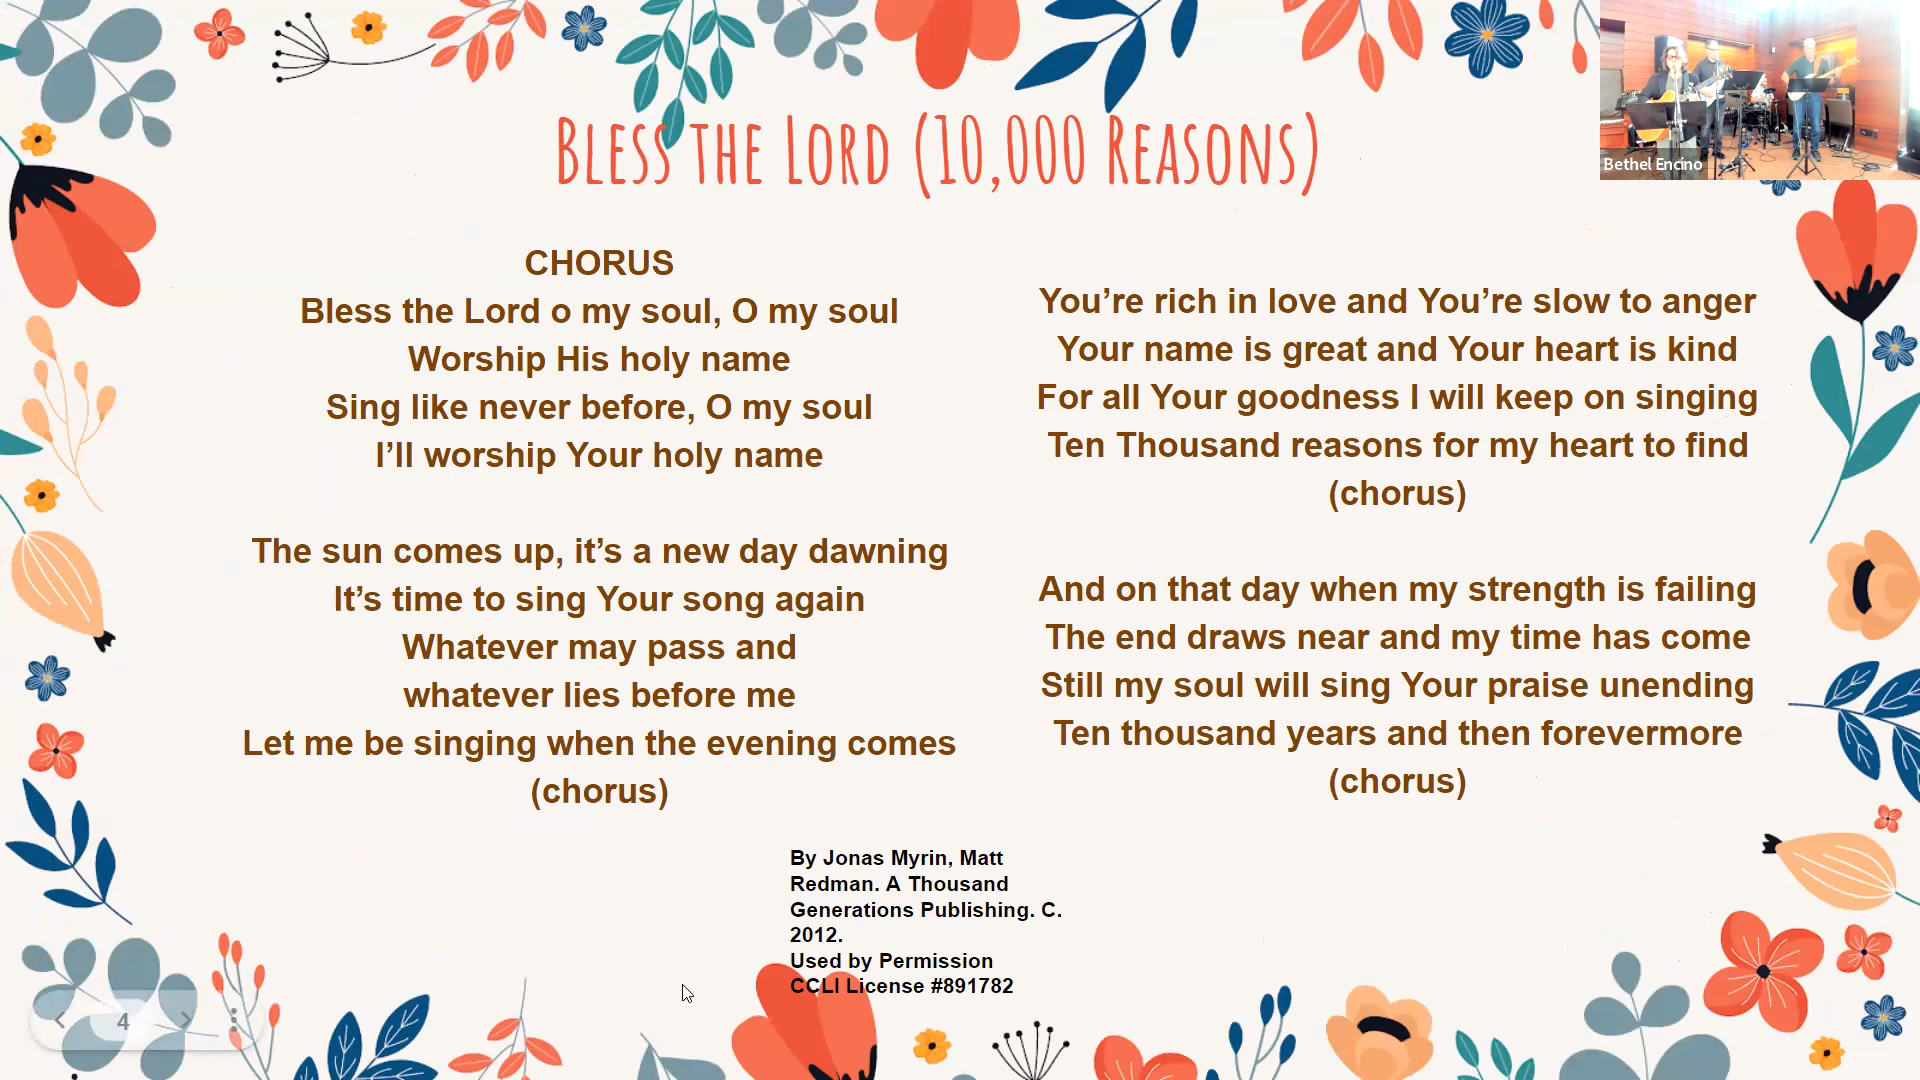 Bless the Lord (10,000 Reasons)
Bethel Encino
CHORUS
Bless the Lord o my soul, O my soul
Worship His holy name
Sing like never before, O my soul
I’ll worship Your holy name
The sun comes up, it’s a new day dawning
It’s time to sing Your song again
Whatever may pass and
whatever lies before me
Let me be singing when the evening comes
(chorus)
You’re rich in love and You’re slow to anger
Your name is great and Your heart is kind
For all Your goodness I will keep on singing
Ten Thousand reasons for my heart to find
(chorus)
And on that day when my strength is failing
The end draws near and my time has come
Still my soul will sing Your praise unending
Ten thousand years and then forevermore
(chorus)
By Jonas Myrin, Matt
Redman. A Thousand
Generations Publishing. C.
2012.
Used by Permission
CCLI License #891782
4